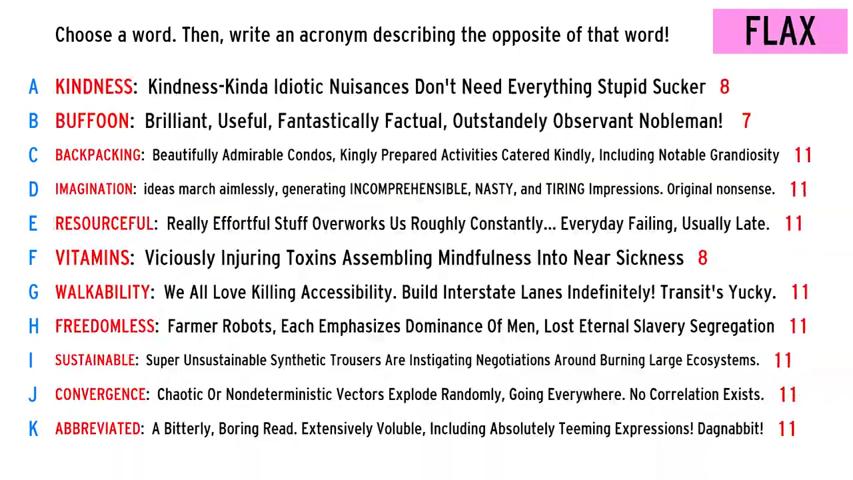 Choose a word. Then, write an acronym describing the opposite of that word!
FLAX
A KINDNESS: Kindness-Kinda Idiotic Nuisances Don't Need Everything Stupid Sucker 8
B BUFFOON: Brilliant, Useful, Fantastically Factual, Outstandely Observant Nobleman! 7
C BACKPACKING: Beautifully Admirable Condos, Kingly Prepared Activities Catered Kindly, Including Notable Grandiosity 11
D IMAGINATION: ideas march aimlessly, generating INCOMPREHENSIBLE, NASTY, and TIRING Impressions. Original nonsense. 11
E RESOURCEFUL: Really Effortful Stuff Overworks Us Roughly Constantly... Everyday Failing, Usually Late. 11
F VITAMINS: Viciously Injuring Toxins Assembling Mindfulness Into Near Sickness 8
G WALKABILITY: We All Love Killing Accessibility. Build Interstate Lanes Indefinitely! Transit's Yucky. 11
H FREEDOMLESS: Farmer Robots, Each Emphasizes Dominance Of Men, Lost Eternal Slavery Segregation 11
I SUSTAINABLE: Super Unsustainable Synthetic Trousers Are Instigating Negotiations Around Burning Large Ecosystems. 11
J CONVERGENCE: Chaotic Or Nondeterministic Vectors Explode Randomly, Going Everywhere. No Correlation Exists. 11
K ABBREVIATED: A Bitterly, Boring Read. Extensively Voluble, Including Absolutely Teeming Expressions! Dagnabbit! 11